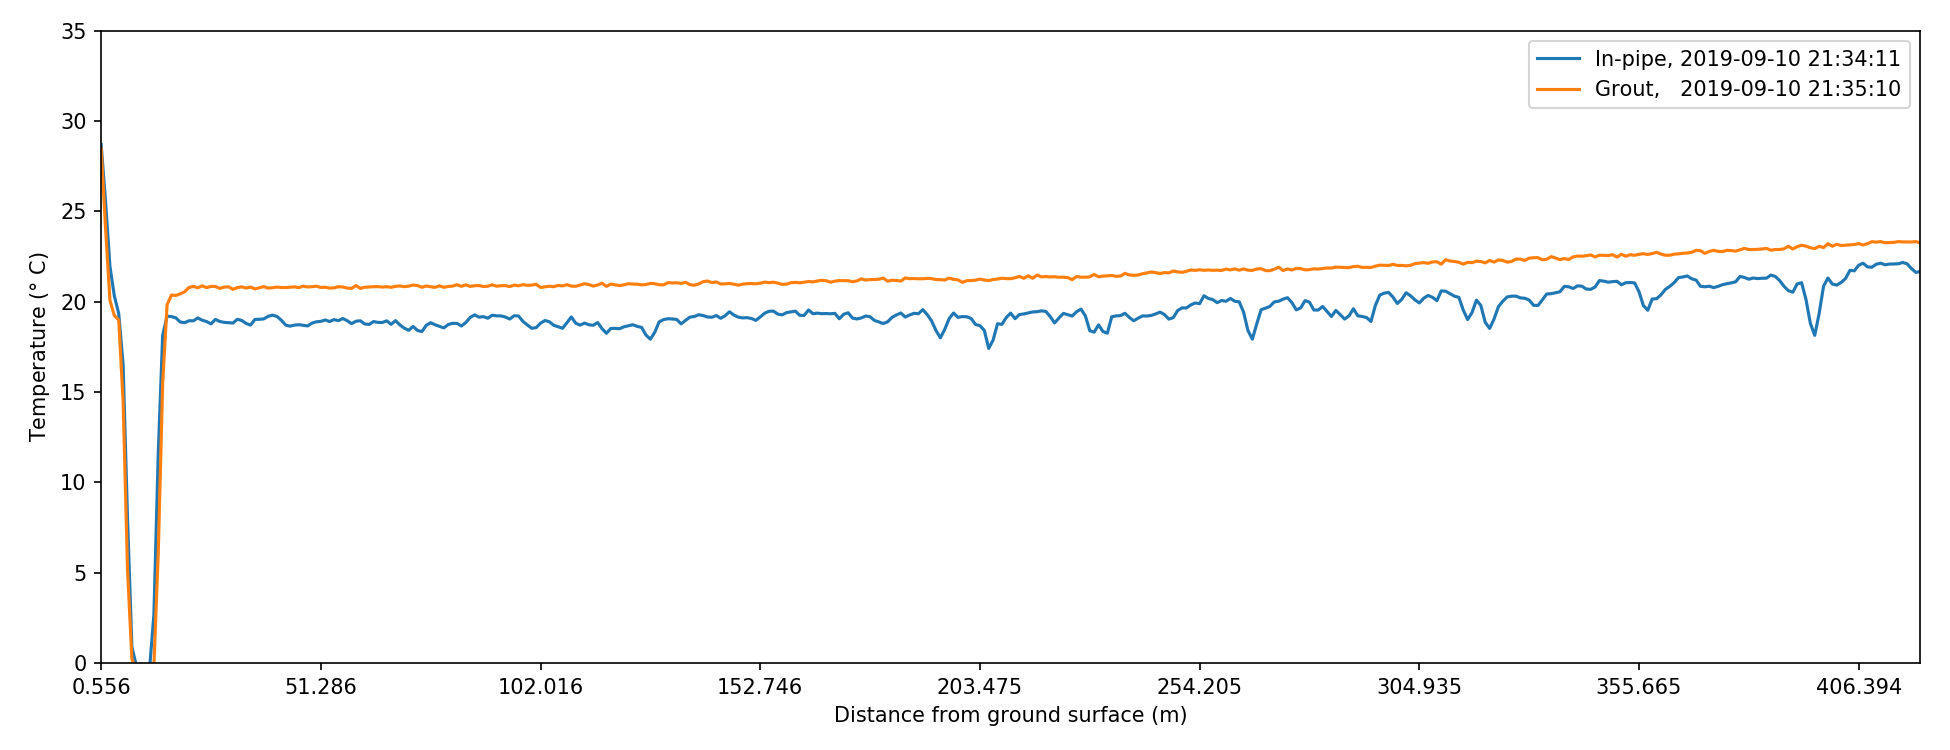 35
30
25
20
15
10
5
0
Temperature (° C)
In-pipe, 2019-09-10 21:34:11
Grout, 2019-09-10 21:35:10
0.556 51.286 102.016 152.746 203.475 254.205 304.935 355.665 406.394
Distance from ground surface (m)